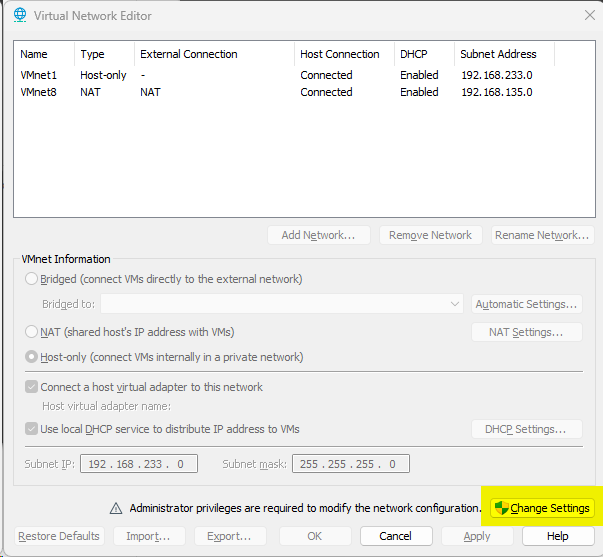 Virtual Network Editor
Name Type External Connection Host Connection DHCP Subnet Address
VMnet1 Host-only - Connected Enabled 192.168.233.0
VMnet8 NAT NAT Connected Enabled 192.168.135.0
Add Network... Remove Network Rename Network...
VMnet Information
Bridged (connect VMs directly to the external network)
Bridged to: Automatic Settings...
NAT (shared host's IP address with VMs) NAT Settings...
Host-only (connect VMs internally in a private network)
Connect a host virtual adapter to this network
Host virtual adapter name:
Use local DHCP service to distribute IP address to VMs DHCP Settings...
Subnet IP: 192 . 168 . 233 . 0 Subnet mask: 255 . 255 . 255 . 0
Administrator privileges are required to modify the network configuration. Change Settings
Restore Defaults Import... Export... OK Cancel Apply Help